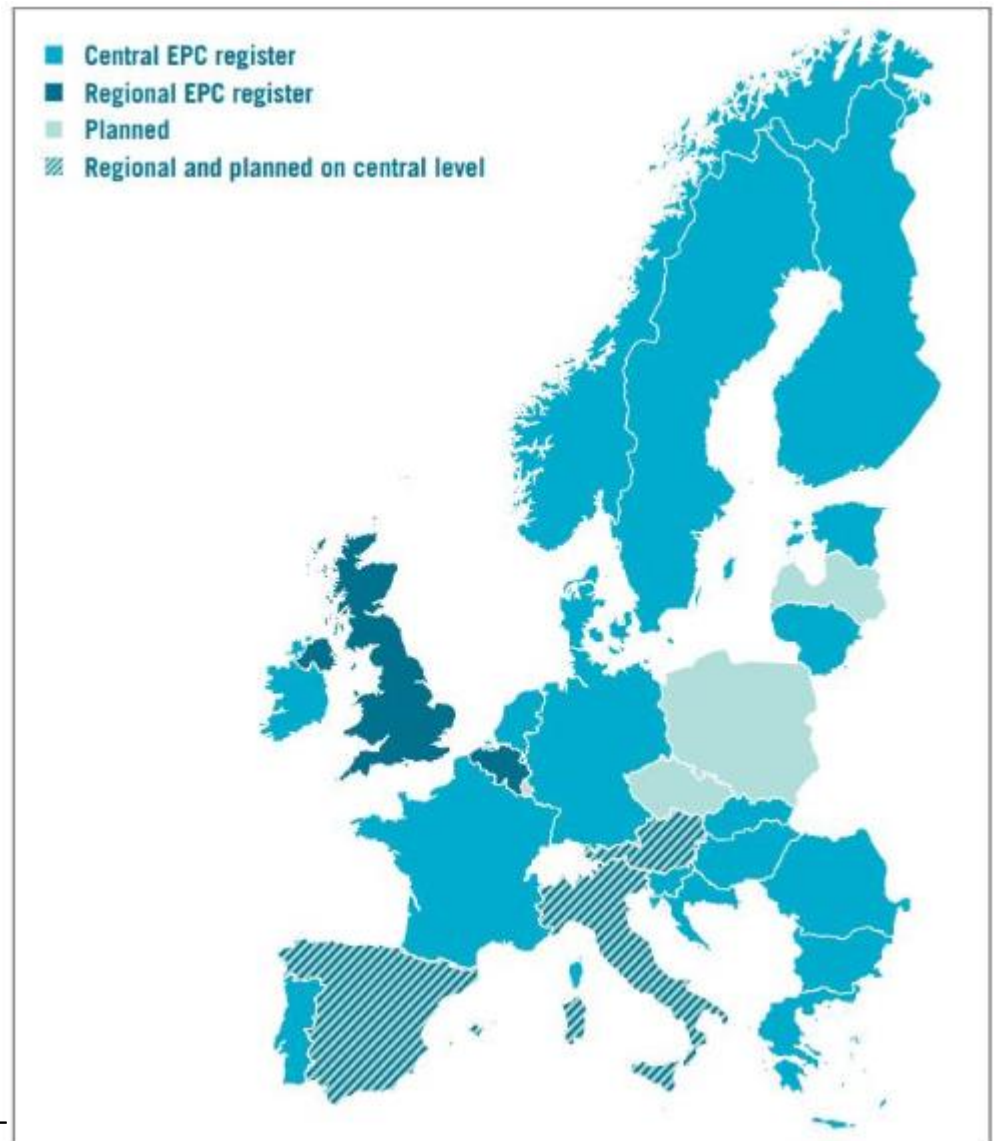 Central EPC register
Regional EPC register
Planned
Regional and planned on central level